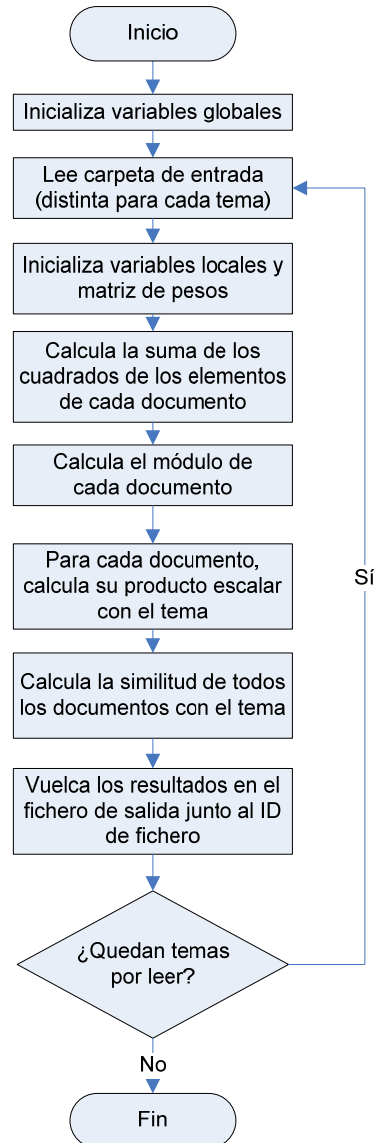 Inicio
Inicializa variables globales
Lee carpeta de entrada
(distinta para cada tema)
Inicializa variables locales y
matriz de pesos
Calcula la suma de los
cuadrados de los elementos
de cada documento
Calcula el módulo de
cada documento
Para cada documento,
calcula su producto escalar
con el tema
Calcula la similitud de todos
los documentos con el tema
Vuelca los resultados en el
fichero de salida junto al ID
de fichero
¿Quedan temas
por leer?
Sí
No
Fin